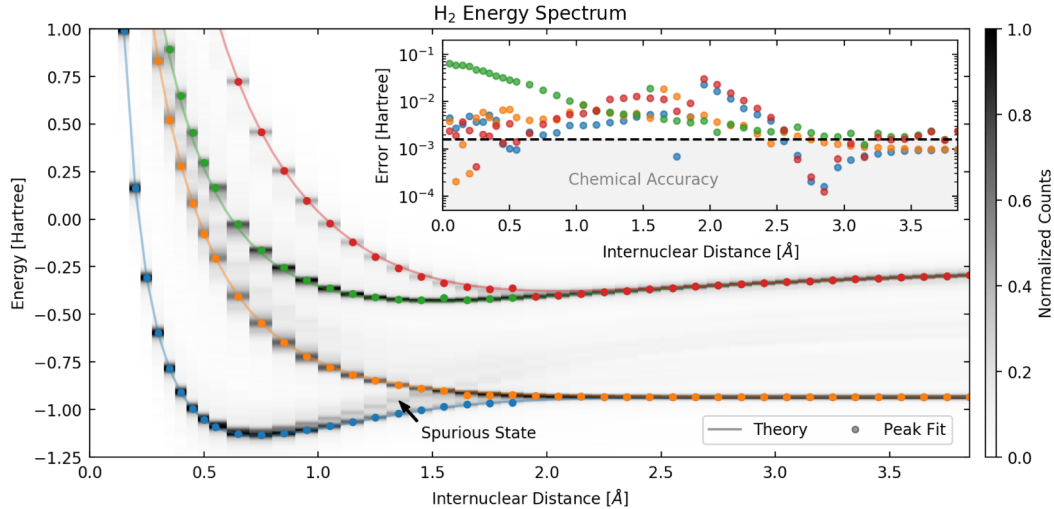 H₂ Energy Spectrum
1.00
0.75
0.50
0.25
0.00
−0.25
−0.50
−0.75
−1.00
−1.25
Energy [Hartree]
0.0 0.5 1.0 1.5 2.0 2.5 3.0 3.5
Internuclear Distance [Å]
10⁻¹
10⁻²
10⁻³
10⁻⁴
Error [Hartree]
Chemical Accuracy
0.0 0.5 1.0 1.5 2.0 2.5 3.0 3.5
Internuclear Distance [Å]
Spurious State
Theory Peak Fit
1.0
0.8
0.6
0.4
0.2
0.0
Normalized Counts